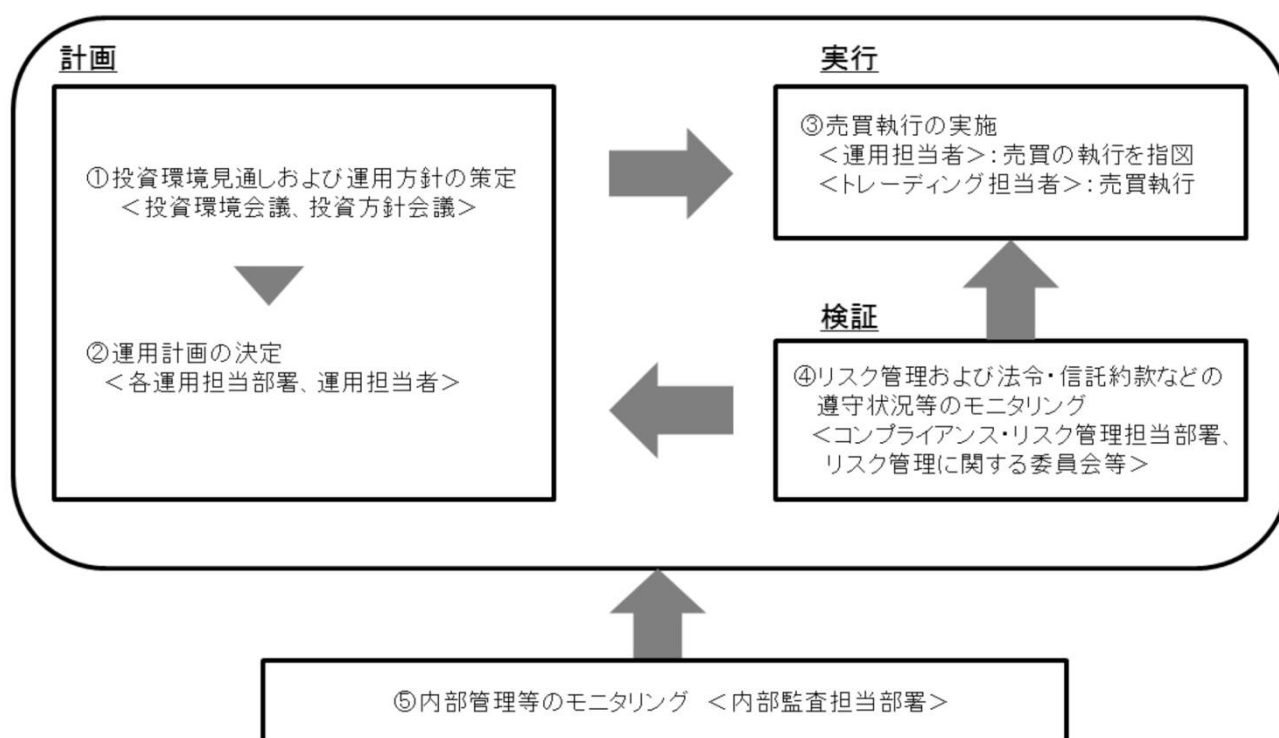 計画
①投資環境見通しおよび運用方針の策定
＜投資環境会議、投資方針会議＞
②運用計画の決定
＜各運用担当部署、運用担当者＞
実行
③売買執行の実施
＜運用担当者＞：売買の執行を指図
＜トレーディング担当者＞：売買執行
検証
④リスク管理および法令・信託約款などの
遵守状況等のモニタリング
＜コンプライアンス・リスク管理担当部署、
リスク管理に関する委員会等＞
⑤内部管理等のモニタリング ＜内部監査担当部署＞